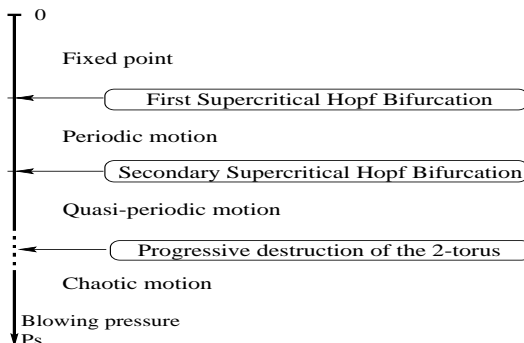 0
Fixed point
First Supercritical Hopf Bifurcation
Periodic motion
Secondary Supercritical Hopf Bifurcation
Quasi-periodic motion
Progressive destruction of the 2-torus
Chaotic motion
Blowing pressure
Ps